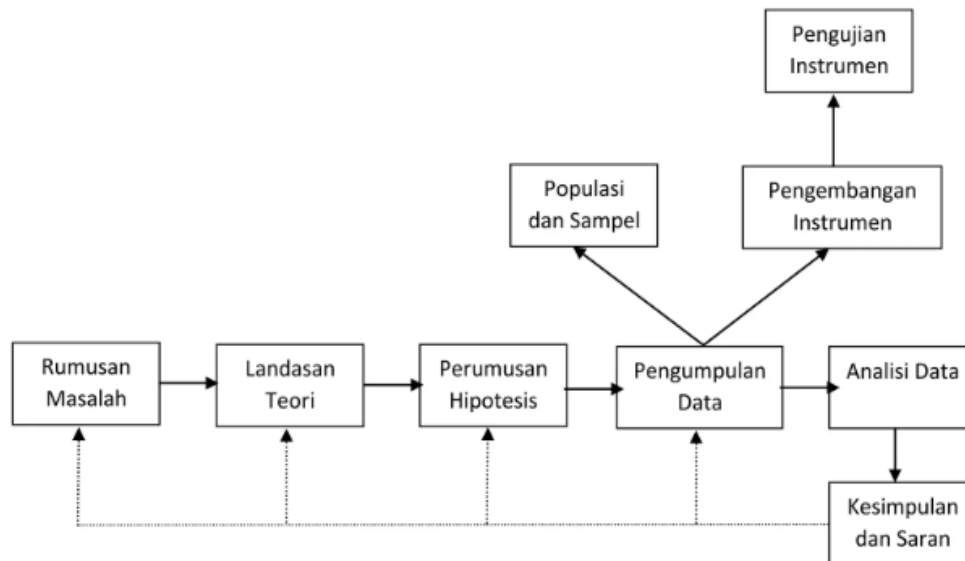 Pengujian
Instrumen
Populasi
dan Sampel
Pengembangan
Instrumen
Rumusan
Masalah
Landasan
Teori
Perumusan
Hipotesis
Pengumpulan
Data
Analisi Data
Kesimpulan
dan Saran